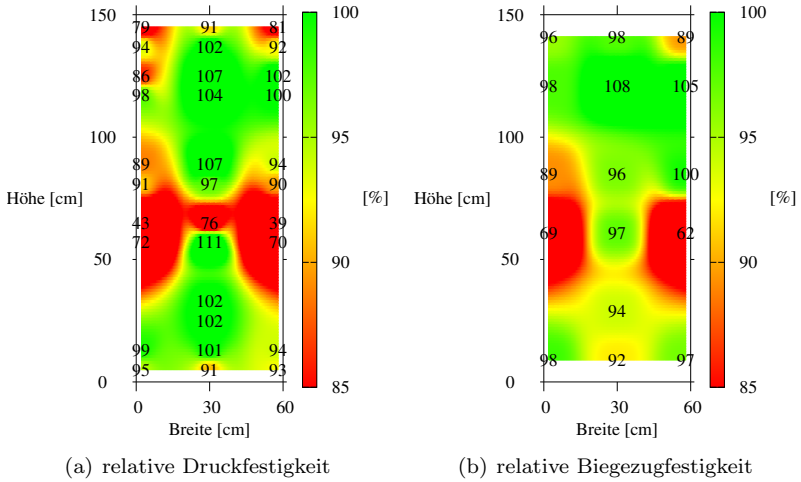 150
79 91 81
94 102 92
86 107 102
98 104 100
100
89 107 94
91 97 90
Höhe [cm]
43 76 39
72 111 70
50
102
102
99 101 94
95 91 93
0
0 30 60
Breite [cm]
100
95
[%]
90
85
(a) relative Druckfestigkeit
150
96 98 89
98 108 105
100
89 96 100
Höhe [cm]
69 97 62
50
94
98 92 97
0
0 30 60
Breite [cm]
100
95
[%]
90
85
(b) relative Biegezugfestigkeit